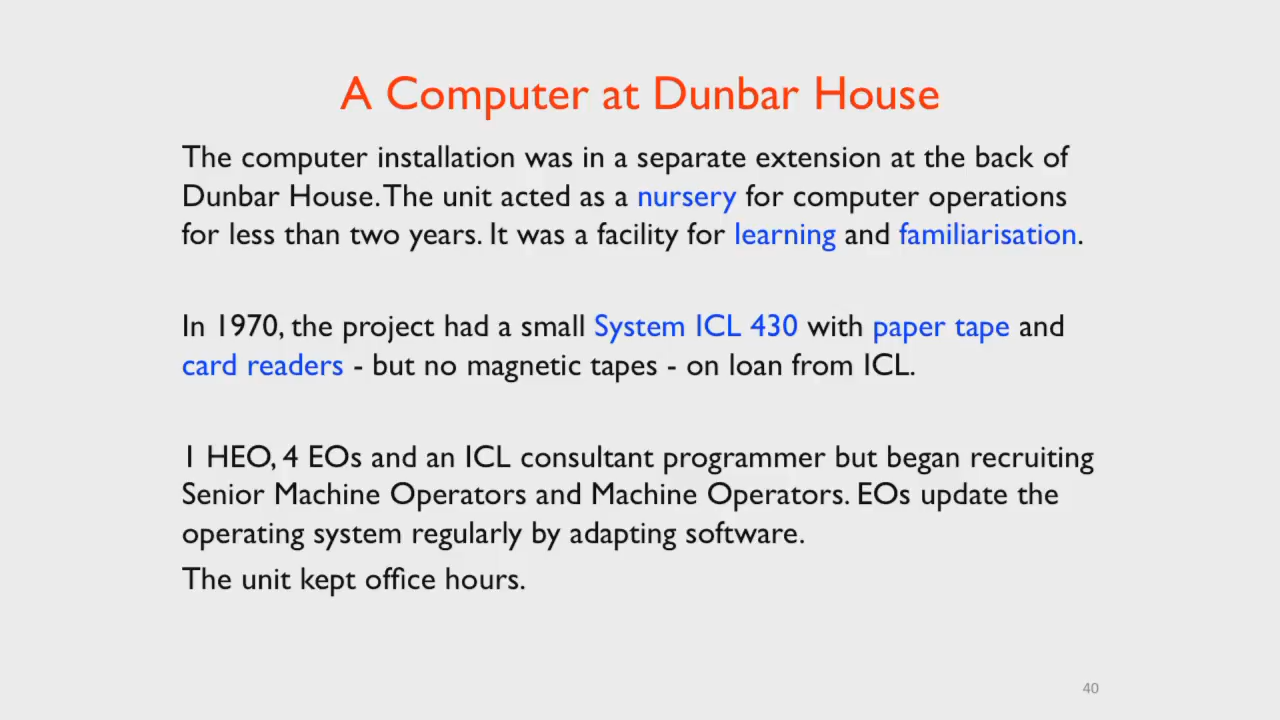 A Computer at Dunbar House
The computer installation was in a separate extension at the back of
Dunbar House. The unit acted as a nursery for computer operations
for less than two years. It was a facility for learning and familiarisation.
In 1970, the project had a small System ICL 430 with paper tape and
card readers - but no magnetic tapes - on loan from ICL.
1 HEO, 4 EOs and an ICL consultant programmer but began recruiting
Senior Machine Operators and Machine Operators. EOs update the
operating system regularly by adapting software.
The unit kept office hours.
40